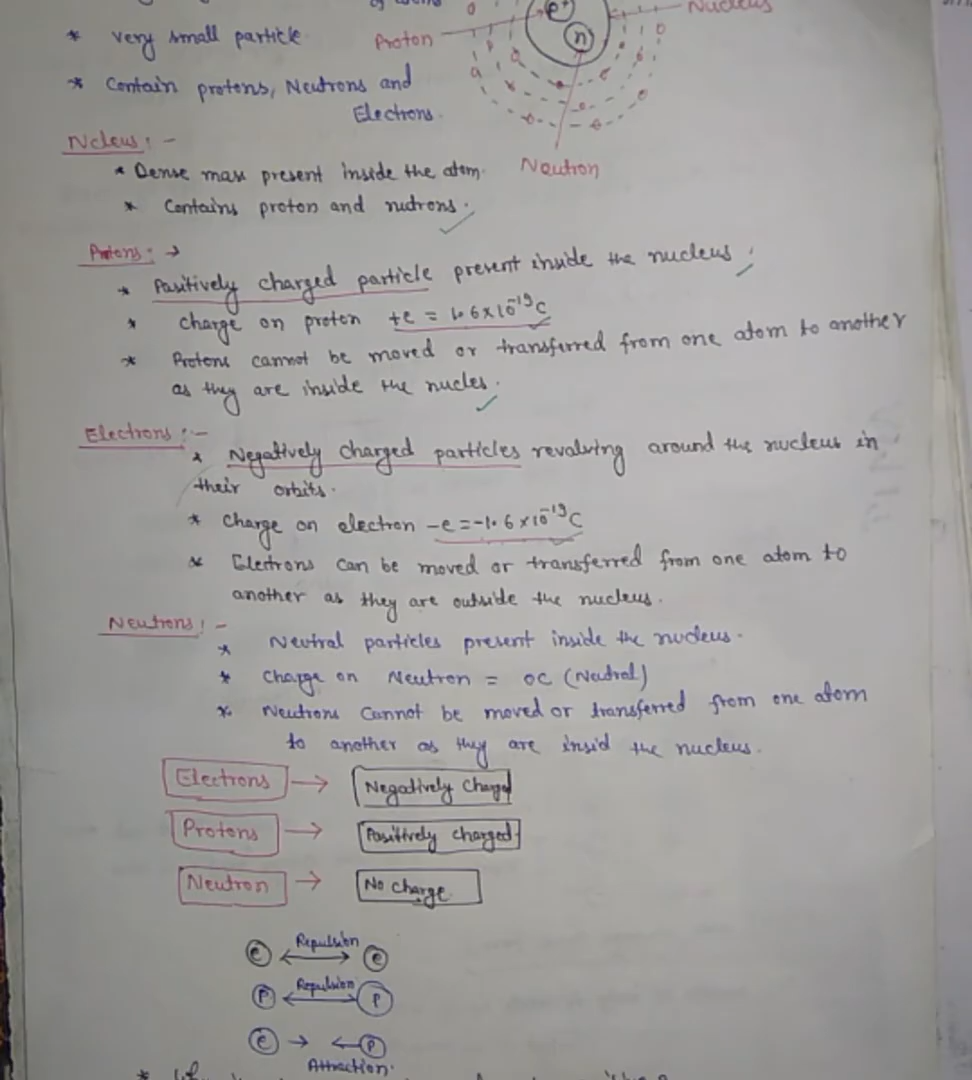 * very small particle.
Proton
Nucleus
P+
n
* Contain protons, Neutrons and
Electrons.
Neutron
Ncleus: -
* Dense mass present inside the atom.
* Contains proton and nutrons.
Protons: →
* Positively charged particle present inside the nucleus.
* Charge on proton +e = 1.6x10^-19 C
* Protons cannot be moved or transferred from one atom to another
as they are inside the nucles.
Electrons: -
* Negatively charged particles revolving around the nucleus in
their orbits.
* Charge on electron -e = -1.6x10^-19 C
* Electrons can be moved or transferred from one atom to
another as they are outside the nucleus.
Neutrons: -
* Neutral particles present inside the nucleus.
* Charge on Neutron = 0C (Neutral)
* Neutrons Cannot be moved or transferred from one atom
to another as they are insid the nucleus.
Electrons → Negatively Charged
Protons → Positively charged
Neutron → No Charge
e Repulsion e
P Repulsion P
e → ← P
Attraction.